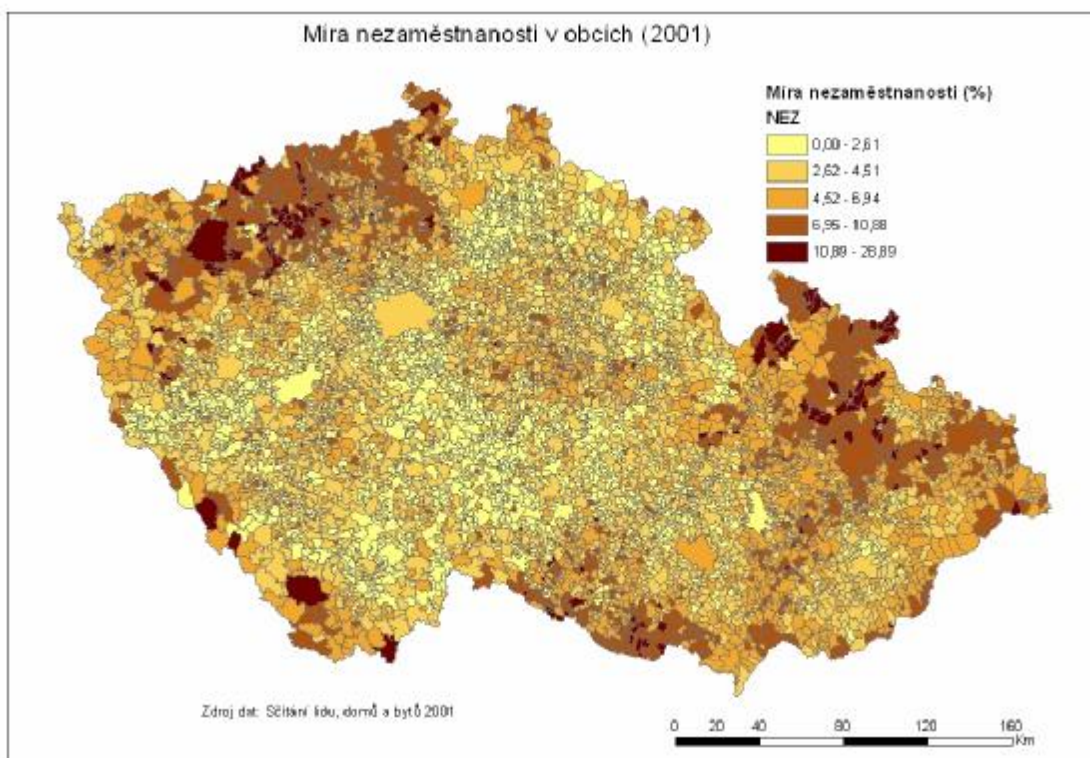 Míra nezaměstnanosti v obcích (2001)
Míra nezaměstnanosti (%)
NEZ
0,00 - 2,61
2,62 - 4,51
4,52 - 6,94
6,95 - 10,88
10,89 - 28,89
Zdroj dat: Sčítání lidu, domů a bytů 2001
0 20 40 80 120 160
Km